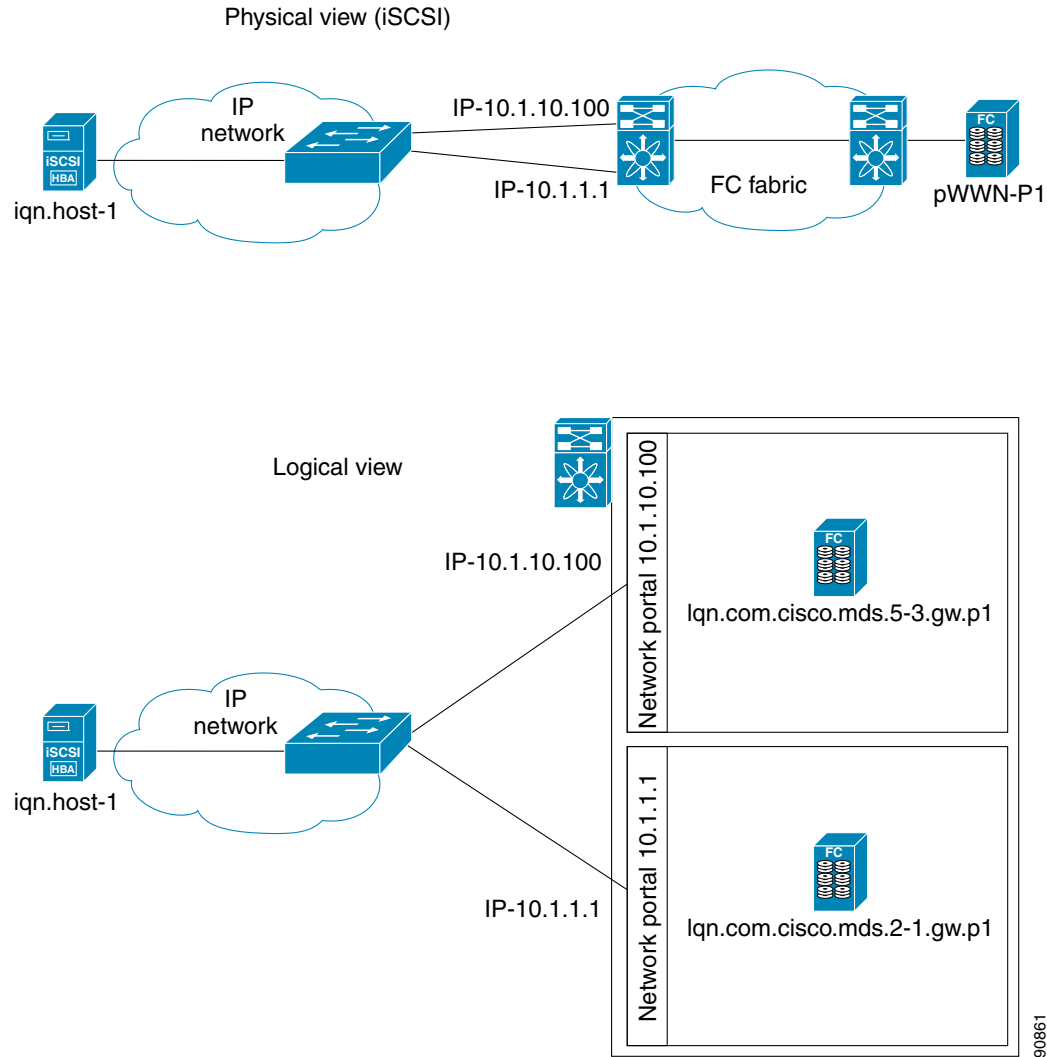 Physical view (iSCSI)
IP
network
IP-10.1.10.100
FC
iSCSI
HBA
IP-10.1.1.1
FC fabric
pWWN-P1
iqn.host-1
Logical view
Network portal 10.1.10.100
IP-10.1.10.100
FC
lqn.com.cisco.mds.5-3.gw.p1
IP
network
iSCSI
HBA
iqn.host-1
Network portal 10.1.1.1
FC
IP-10.1.1.1
lqn.com.cisco.mds.2-1.gw.p1
90861